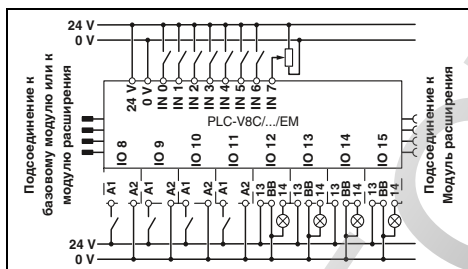 24 V
0 V
Подсоединение к базовому модулю или к модулю расширения
24 V
0 V
IN 0
IN 1
IN 2
IN 3
IN 4
IN 5
IN 6
IN 7
PLC-V8C/.../EM
IO 8
IO 9
IO 10
IO 11
IO 12
IO 13
IO 14
IO 15
A1
A2
A1
A2
A1
A2
A1
A2
13
BB
14
13
BB
14
13
BB
14
13
BB
14
Подсоединение к
Модуль расширения
24 V
0 V